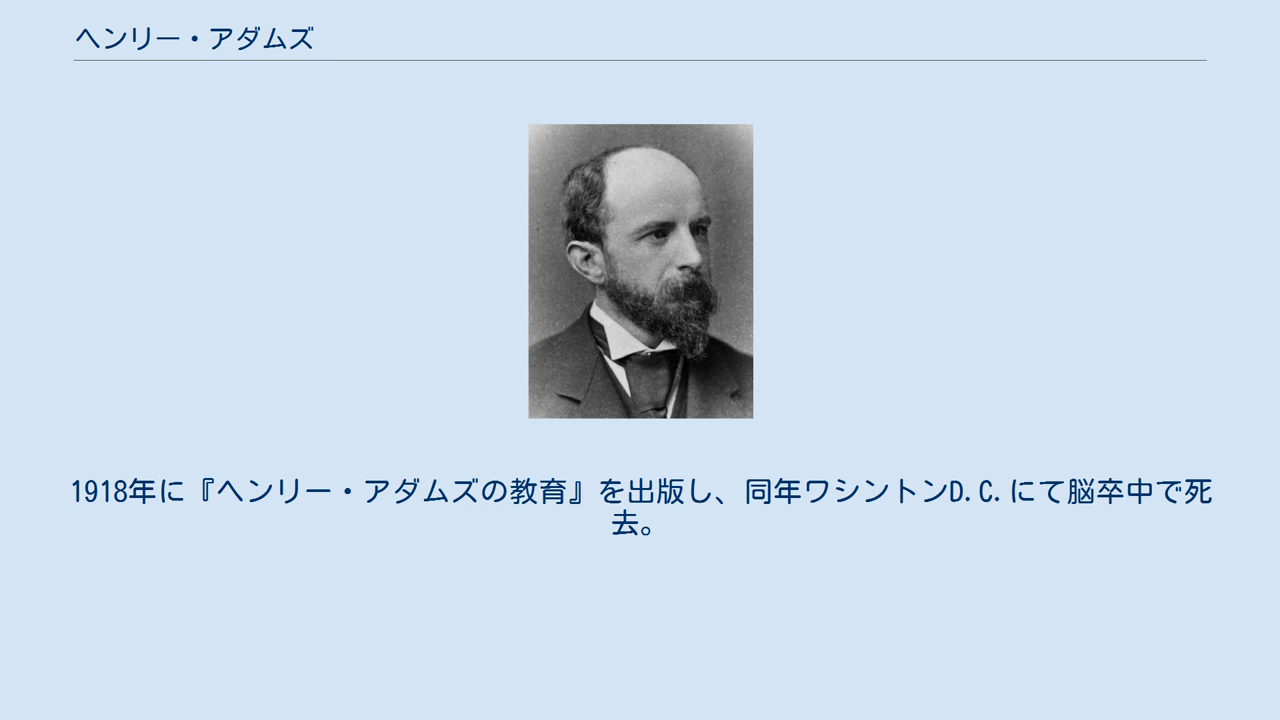 ヘンリー・アダムズ
1918年に『ヘンリー・アダムズの教育』を出版し、同年ワシントンD.C.にて脳卒中で死
去。